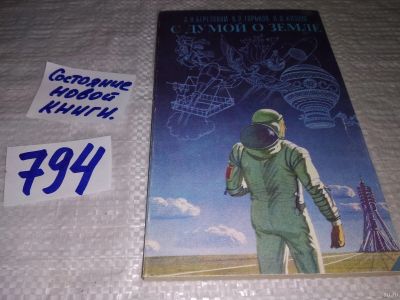 С ДУМОЙ О ЗЕМЛЕ
Состояние
новой
книги.
794